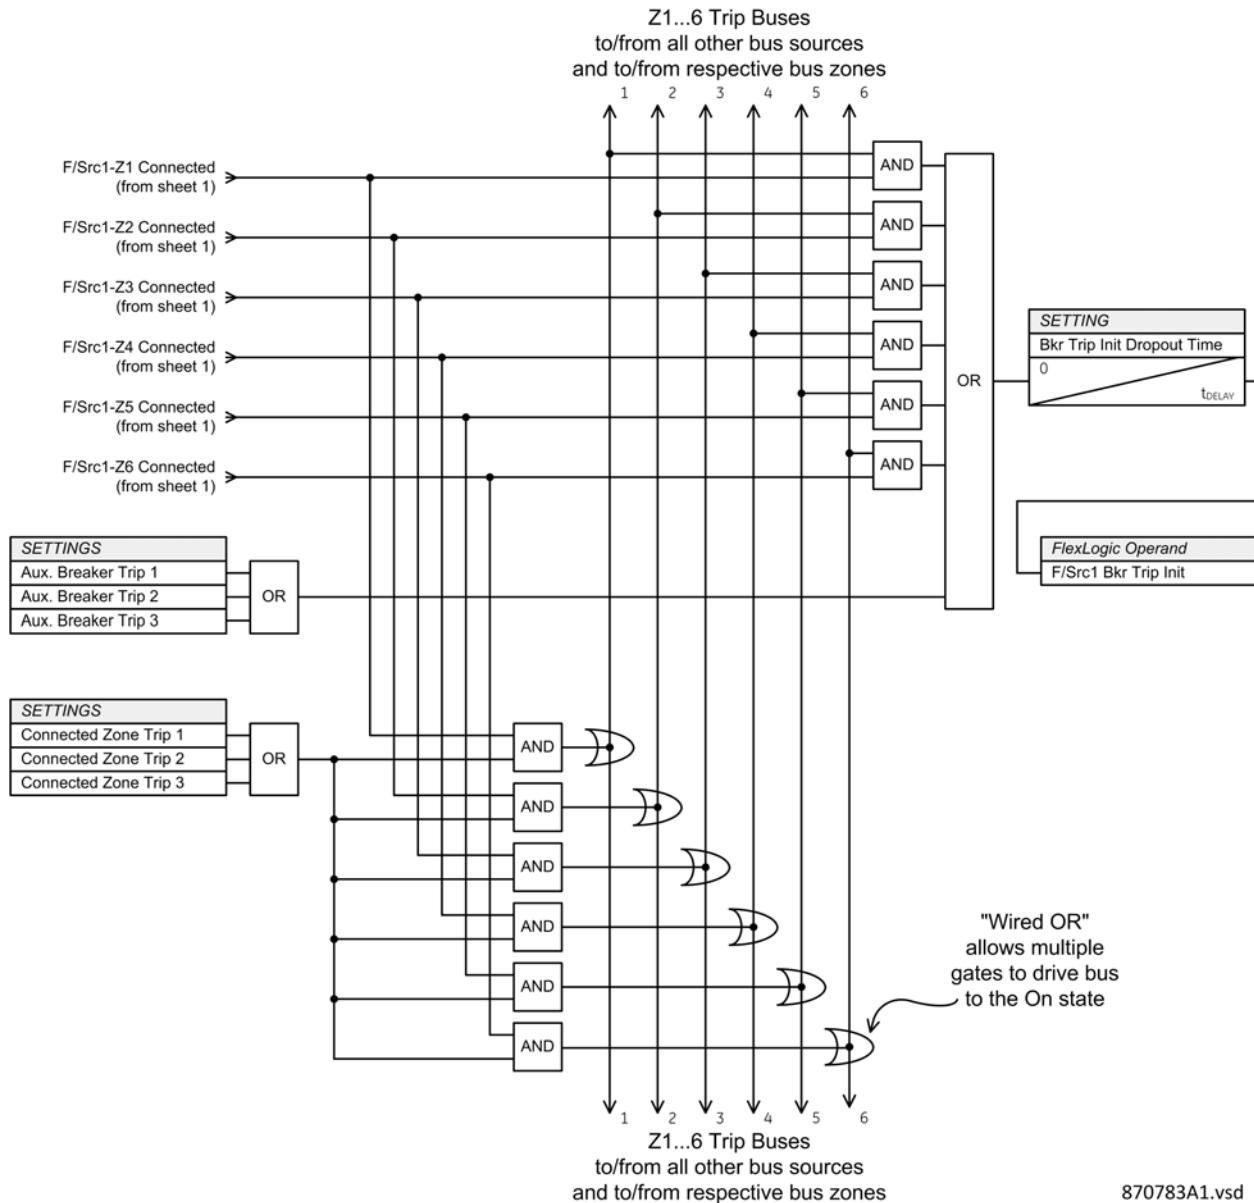 Z1...6 Trip Buses
to/from all other bus sources
and to/from respective bus zones
1
2
3
4
5
6
F/Src1-Z1 Connected
(from sheet 1)
F/Src1-Z2 Connected
(from sheet 1)
F/Src1-Z3 Connected
(from sheet 1)
F/Src1-Z4 Connected
(from sheet 1)
F/Src1-Z5 Connected
(from sheet 1)
F/Src1-Z6 Connected
(from sheet 1)
AND
AND
AND
AND
AND
AND
OR
SETTING
Bkr Trip Init Dropout Time
0
tDELAY
FlexLogic Operand
F/Src1 Bkr Trip Init
SETTINGS
Aux. Breaker Trip 1
Aux. Breaker Trip 2
Aux. Breaker Trip 3
OR
SETTINGS
Connected Zone Trip 1
Connected Zone Trip 2
Connected Zone Trip 3
OR
AND
AND
AND
AND
AND
AND
"Wired OR"
allows multiple
gates to drive bus
to the On state
1
2
3
4
5
6
Z1...6 Trip Buses
to/from all other bus sources
and to/from respective bus zones
870783A1.vsd